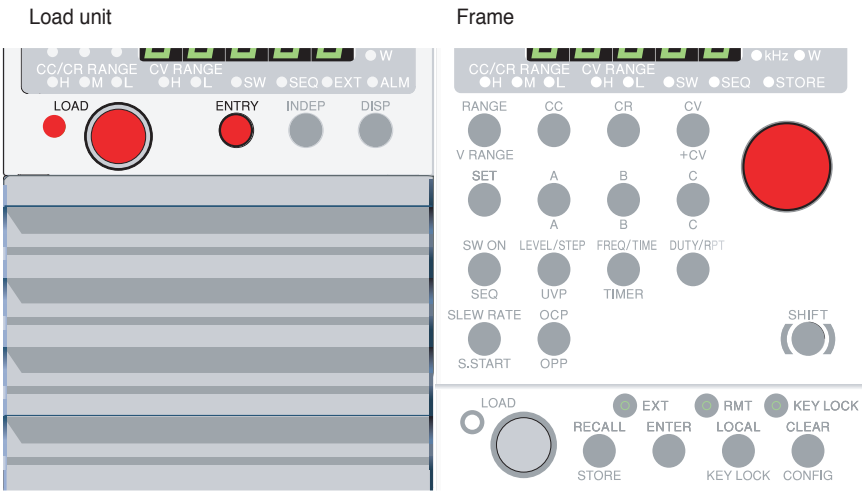 Load unit
W
CC/CR RANGE CV RANGE
H M L H L SW SEQ EXT ALM
LOAD ENTRY INDEP DISP
Frame
kHz W
CC/CR RANGE CV RANGE
H M L H L SW SEQ STORE
RANGE CC CR CV
V RANGE +CV
SET A B C
A B C
SW ON LEVEL/STEP FREQ/TIME DUTY/RPT
SEQ UVP TIMER
SLEW RATE OCP SHIFT
S.START OPP
LOAD EXT RMT KEY LOCK
RECALL ENTER LOCAL CLEAR
STORE KEY LOCK CONFIG